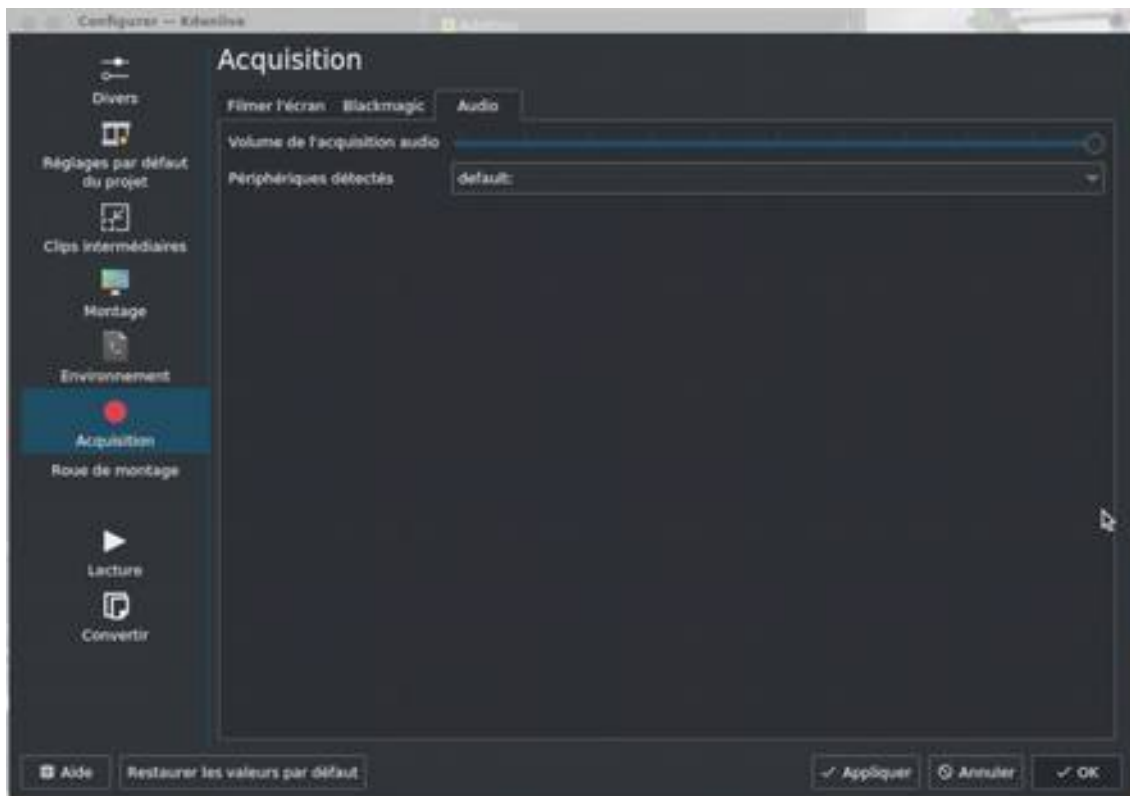 Configurer — Kdenlive
Divers
Réglages par défaut
du projet
Clips intermédiaires
Montage
Environnement
Acquisition
Roue de montage
Lecture
Convertir
Acquisition
Filmer l'écran
Blackmagic
Audio
Volume de l'acquisition audio
Périphériques détectés
default:
Aide
Restaurer les valeurs par défaut
Appliquer
Annuler
OK